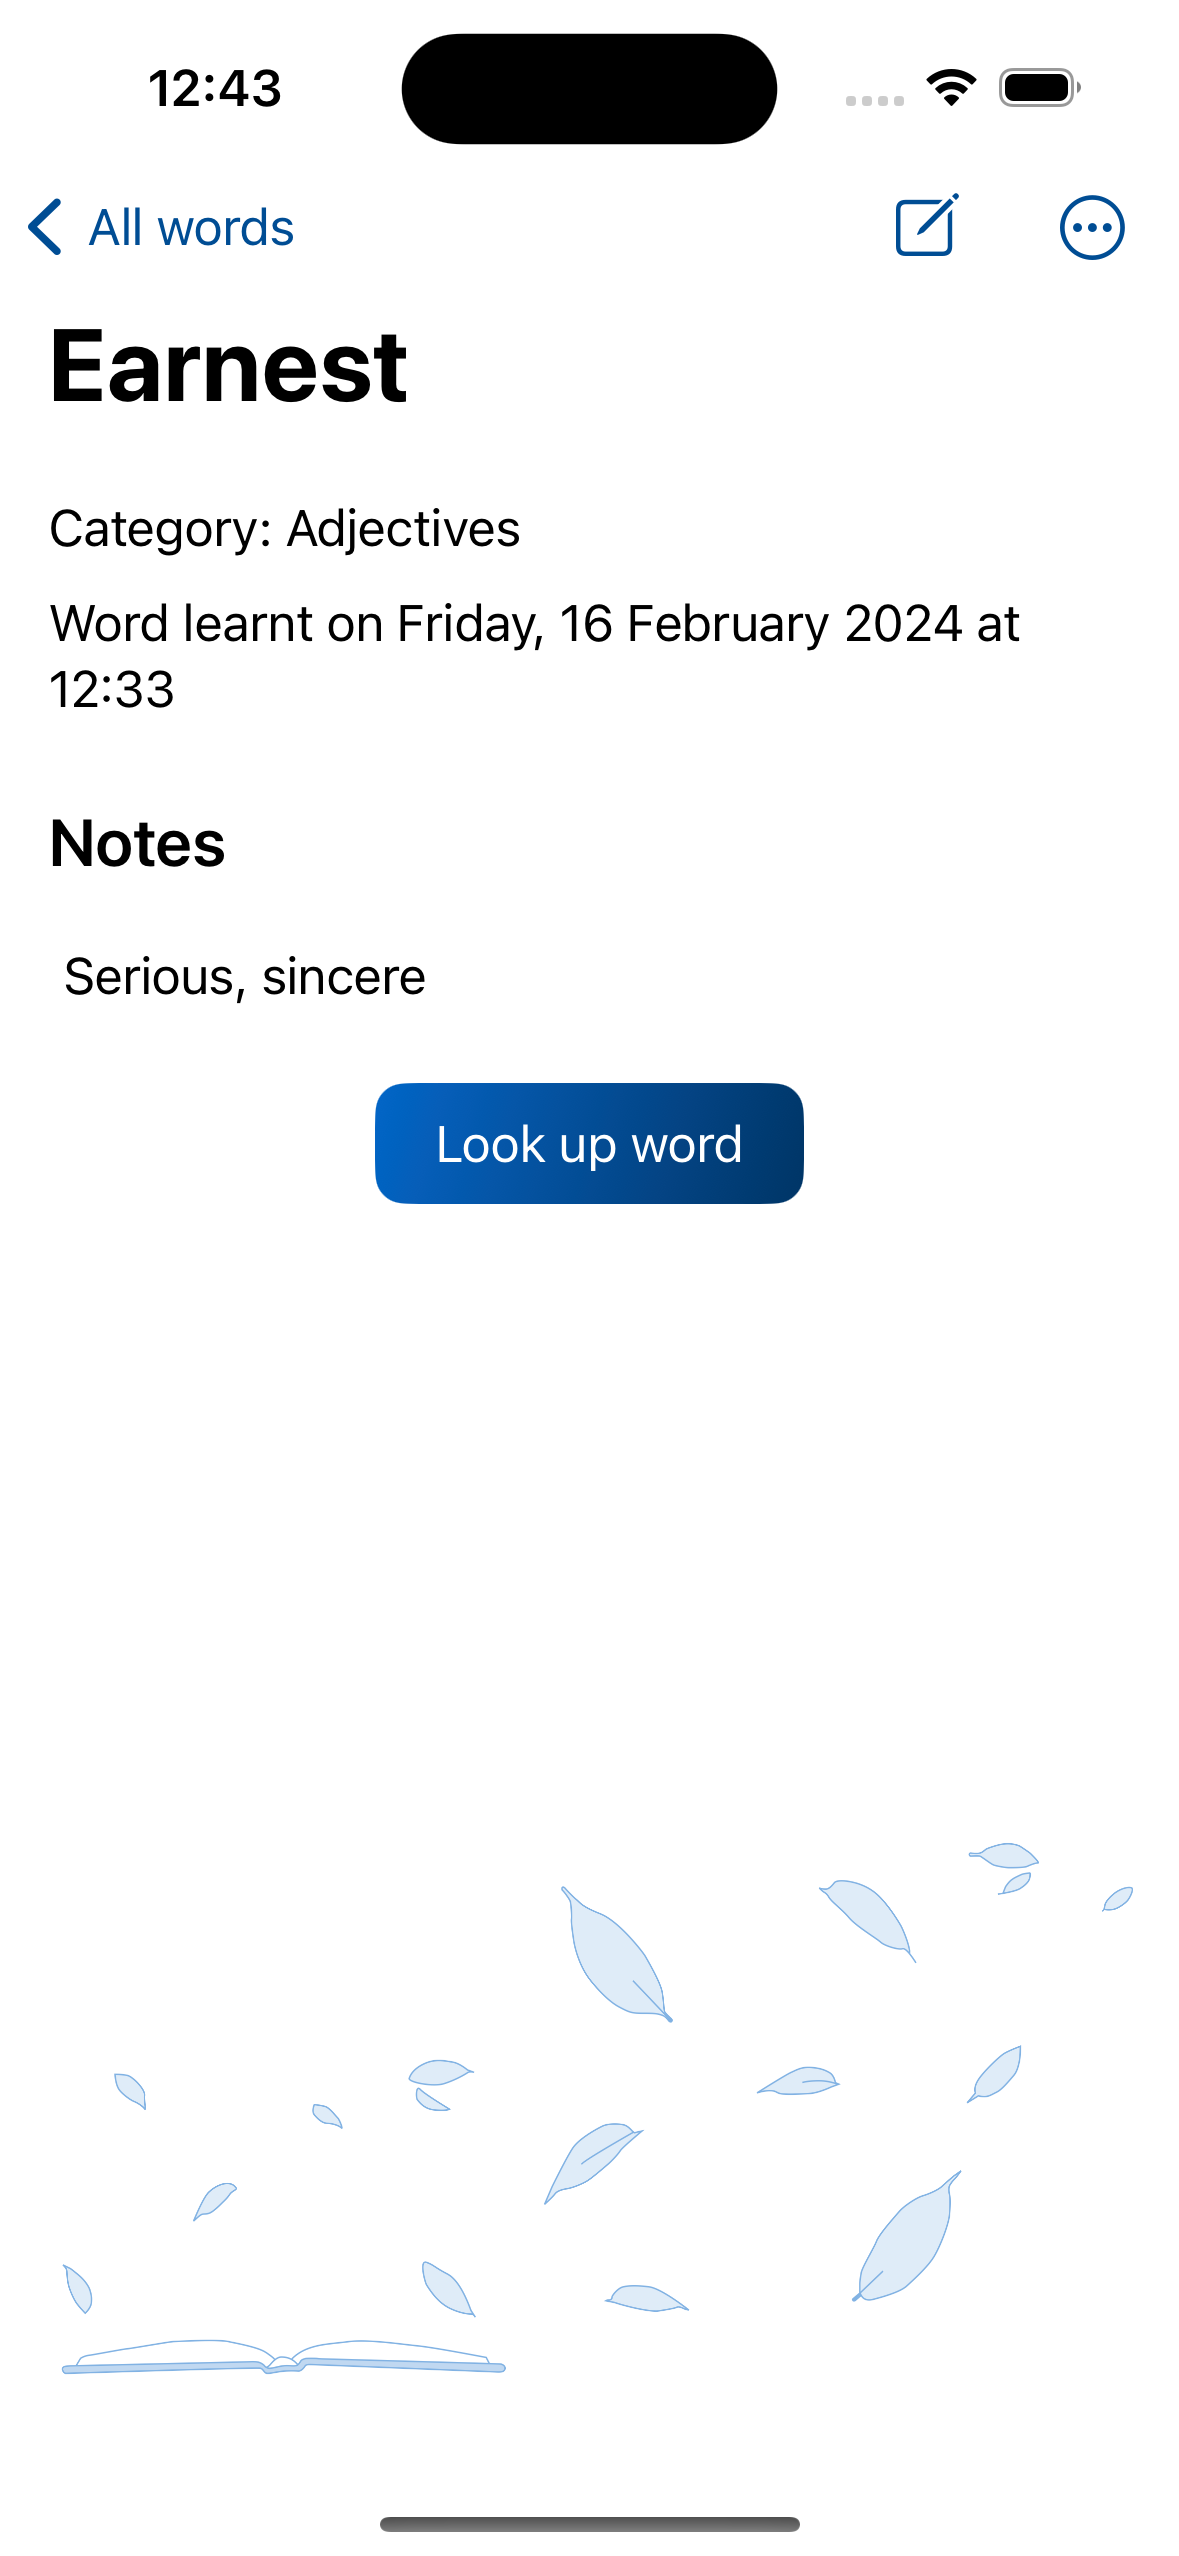 12:43
All words
Earnest
Category: Adjectives
Word learnt on Friday, 16 February 2024 at
12:33
Notes
Serious, sincere
Look up word